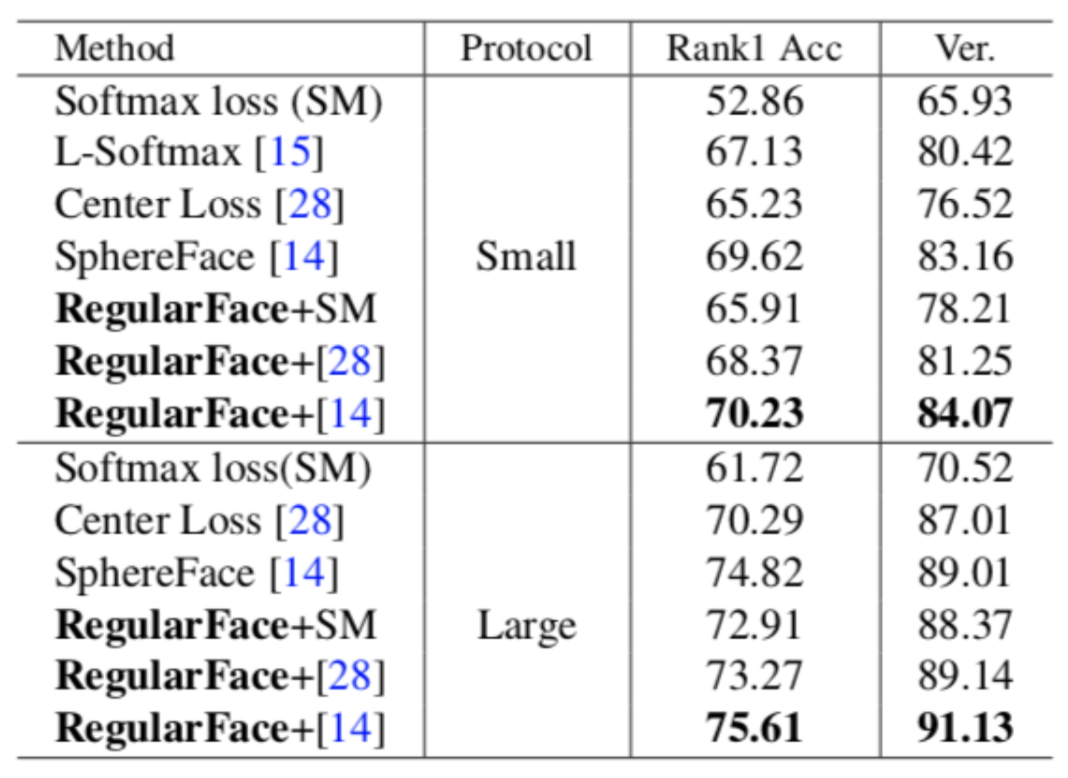 Method Protocol Rank1 Acc Ver.
Softmax loss (SM) 52.86 65.93
L-Softmax [15] 67.13 80.42
Center Loss [28] 65.23 76.52
SphereFace [14] Small 69.62 83.16
RegularFace+SM 65.91 78.21
RegularFace+[28] 68.37 81.25
RegularFace+[14] 70.23 84.07
Softmax loss(SM) 61.72 70.52
Center Loss [28] 70.29 87.01
SphereFace [14] 74.82 89.01
RegularFace+SM Large 72.91 88.37
RegularFace+[28] 73.27 89.14
RegularFace+[14] 75.61 91.13